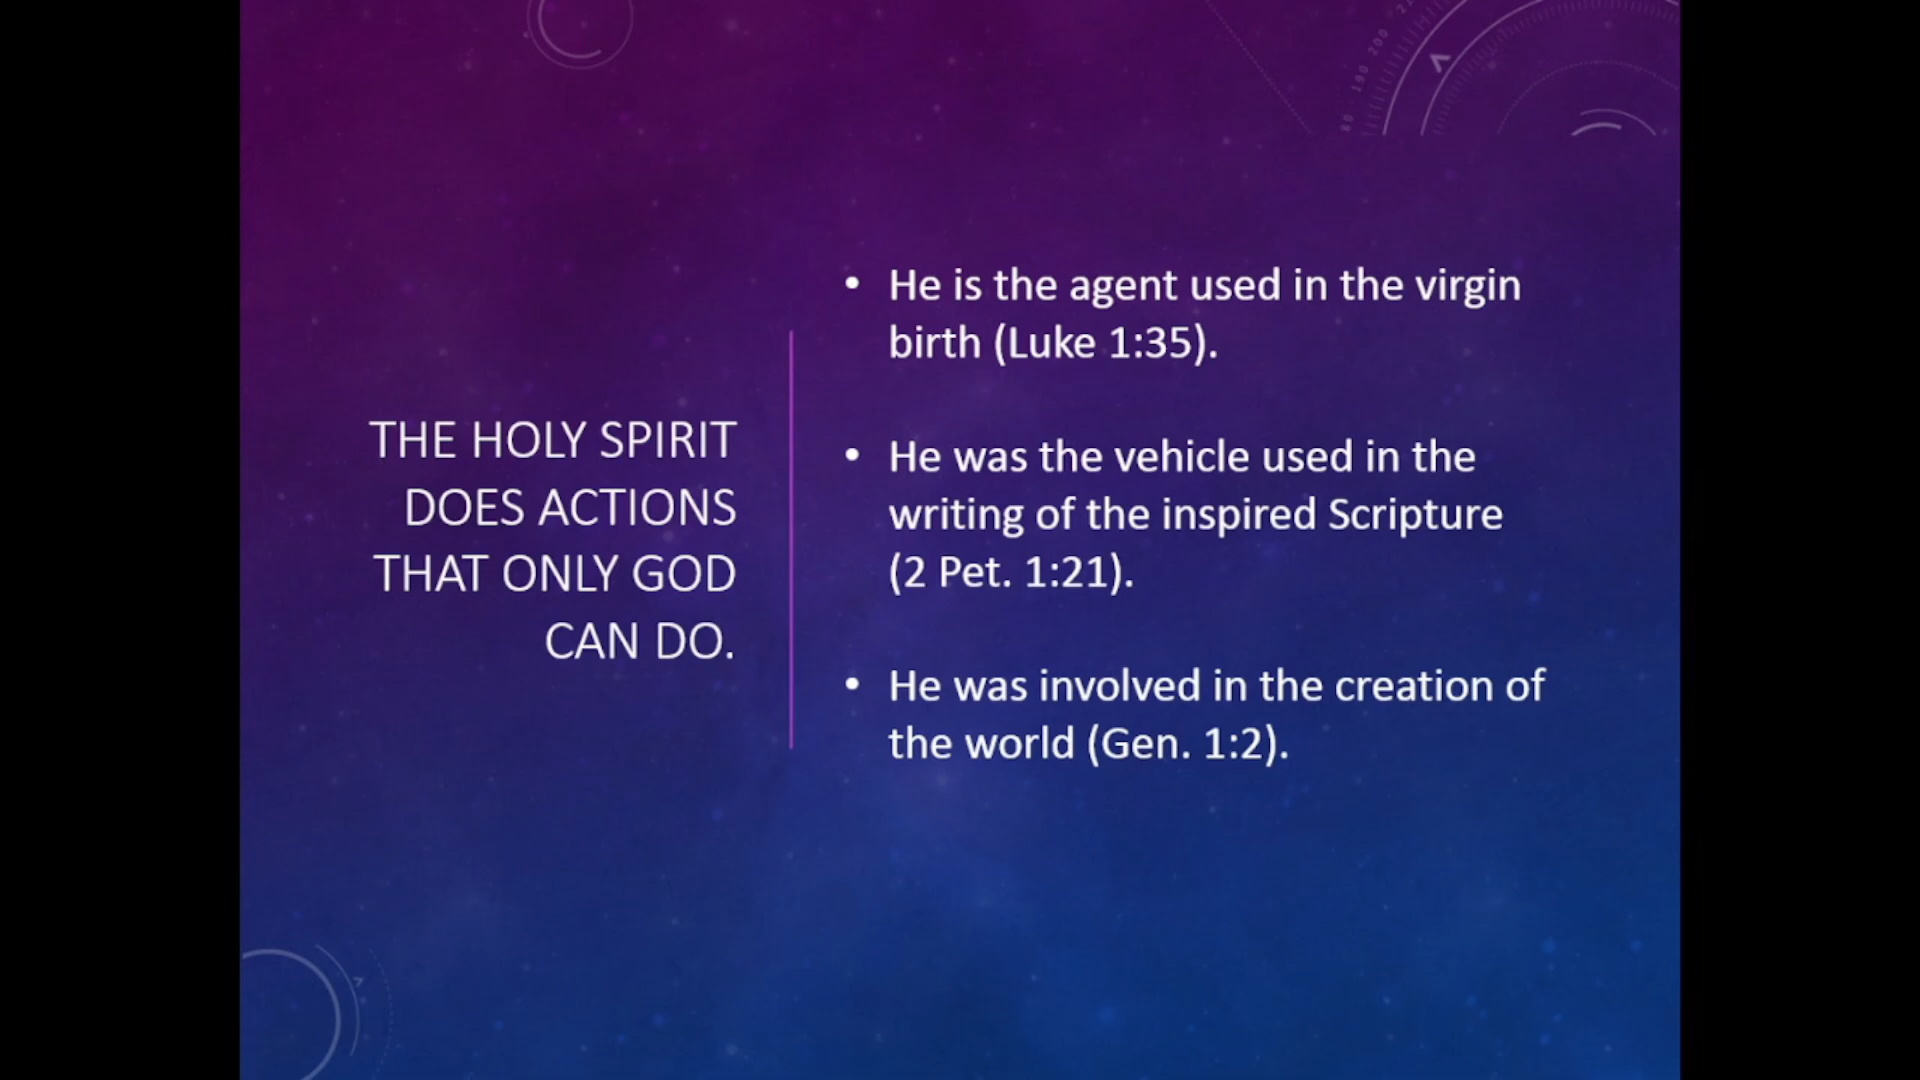 THE HOLY SPIRIT
DOES ACTIONS
THAT ONLY GOD
CAN DO.
• He is the agent used in the virgin
birth (Luke 1:35).
• He was the vehicle used in the
writing of the inspired Scripture
(2 Pet. 1:21).
• He was involved in the creation of
the world (Gen. 1:2).
190 200